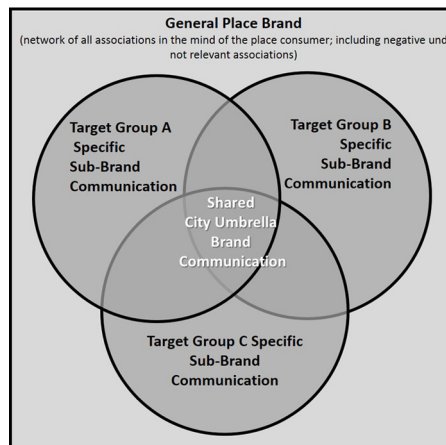 General Place Brand
(network of all associations in the mind of the place consumer; including negative und
not relevant associations)
Target Group A
Specific
Sub-Brand
Communication
Target Group B
Specific
Sub-Brand
Communication
Shared
City Umbrella
Brand
Communication
Target Group C Specific
Sub-Brand
Communication